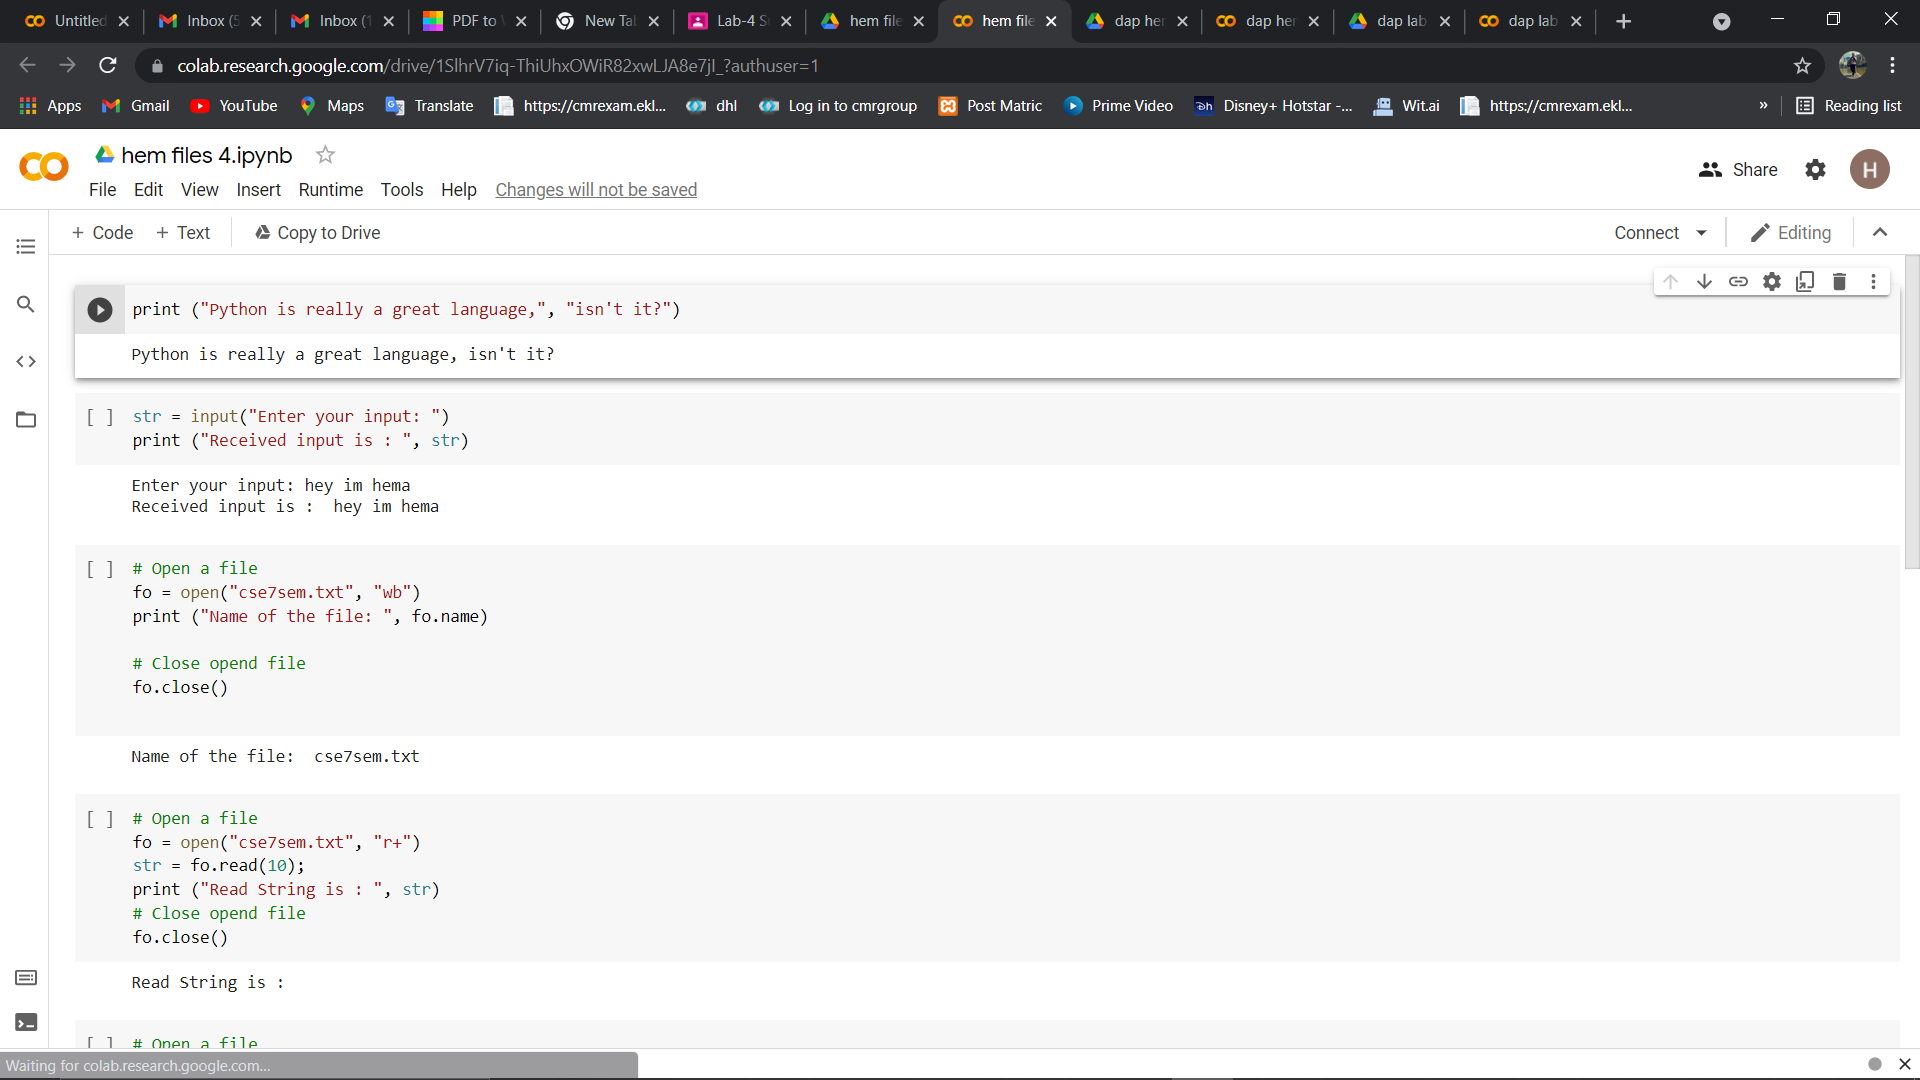 Untitled
Inbox (5
Inbox (1
PDF to
New Tab
Lab-4 S
hem file
hem file
dap her
dap her
dap lab
dap lab
colab.research.google.com/drive/1SlhrV7iq-ThiUhxOWiR82xwLJA8e7jI_?authuser=1
Apps
Gmail
YouTube
Maps
Translate
https://cmrexam.ekl...
dhl
Log in to cmrgroup
Post Matric
Prime Video
Disney+ Hotstar -...
Wit.ai
https://cmrexam.ekl...
»
Reading list
hem files 4.ipynb
Share
H
File Edit View Insert Runtime Tools Help Changes will not be saved
+ Code + Text Copy to Drive
Connect
Editing
print ("Python is really a great language,", "isn't it?")
Python is really a great language, isn't it?
[ ] str = input("Enter your input: ")
print ("Received input is : ", str)
Enter your input: hey im hema
Received input is :  hey im hema
[ ] # Open a file
fo = open("cse7sem.txt", "wb")
print ("Name of the file: ", fo.name)
# Close opend file
fo.close()
Name of the file:  cse7sem.txt
[ ] # Open a file
fo = open("cse7sem.txt", "r+")
str = fo.read(10);
print ("Read String is : ", str)
# Close opend file
fo.close()
Read String is :
[ ] # Open a file
Waiting for colab.research.google.com...